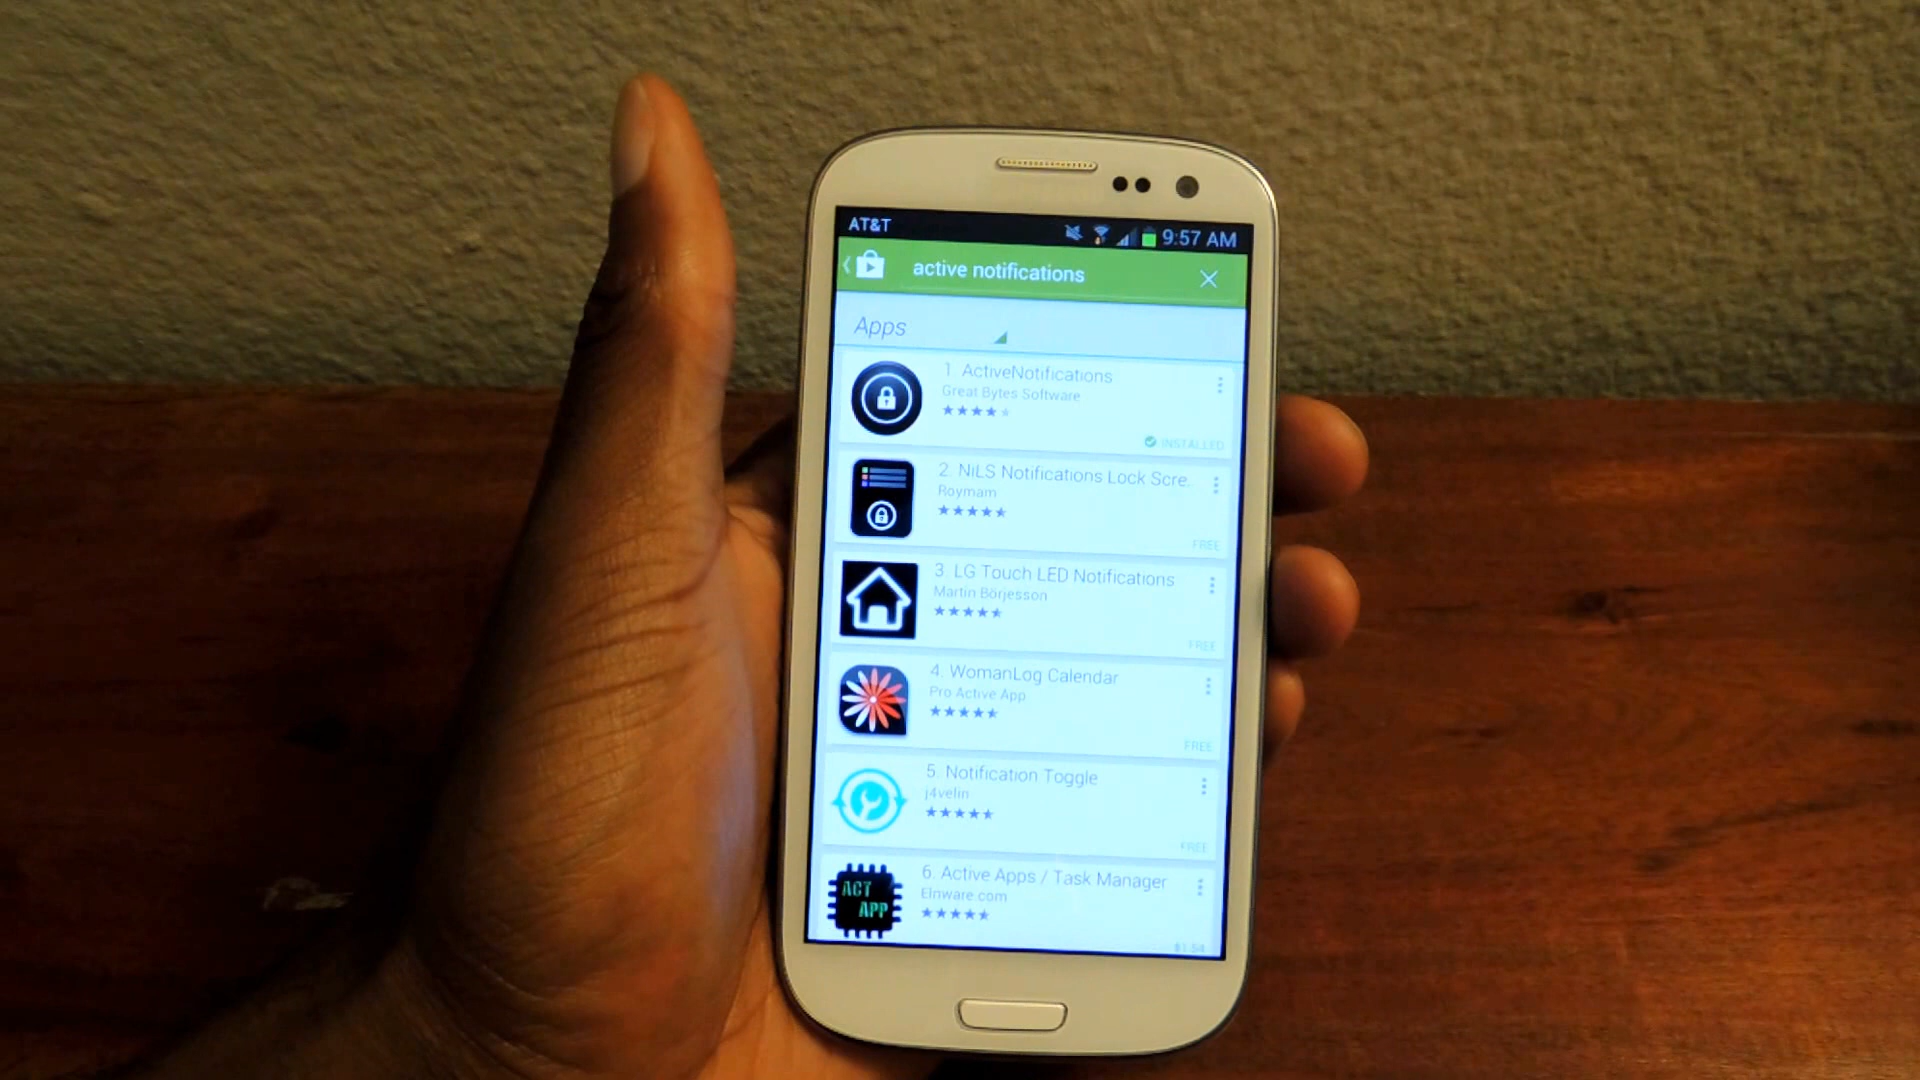 AT&T 9:57 AM
active notifications
Apps
1. ActiveNotifications
Great Bytes Software
INSTALLED
2. NiLS Notifications Lock Scre..
Roymam
FREE
3. LG Touch LED Notifications
Martin Börjesson
FREE
4. WomanLog Calendar
Pro Active App
FREE
5. Notification Toggle
j4velin
FREE
ACT
APP
6. Active Apps / Task Manager
Elnware.com